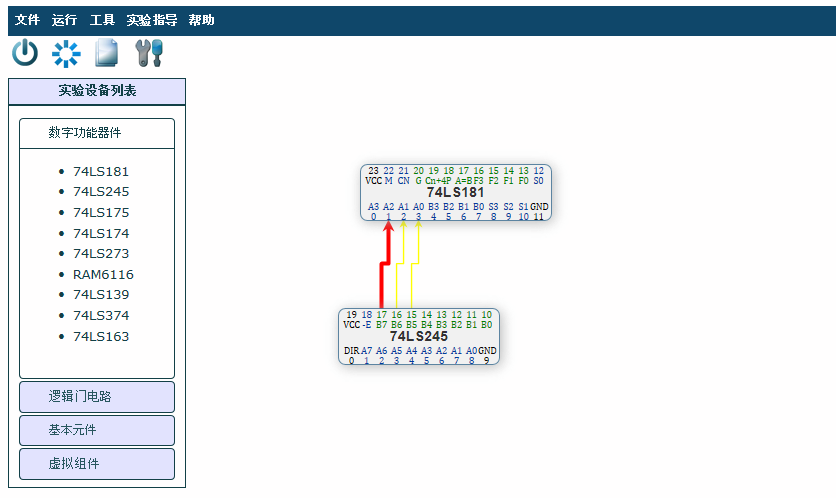 文件 运行 工具 实验指导 帮助
实验设备列表
数字功能器件
74LS181
74LS245
74LS175
74LS174
74LS273
RAM6116
74LS139
74LS374
74LS163
逻辑门电路
基本元件
虚拟组件
23 22 21 20 19 18 17 16 15 14 13 12
VCC M CN G Cn+4 P A=B F3 F2 F1 F0 S0
74LS181
A3 A2 A1 A0 B3 B2 B1 B0 S3 S2 S1 GND
0 1 2 3 4 5 6 7 8 9 10 11
19 18 17 16 15 14 13 12 11 10
VCC -E B7 B6 B5 B4 B3 B2 B1 B0
74LS245
DIR A7 A6 A5 A4 A3 A2 A1 A0 GND
0 1 2 3 4 5 6 7 8 9